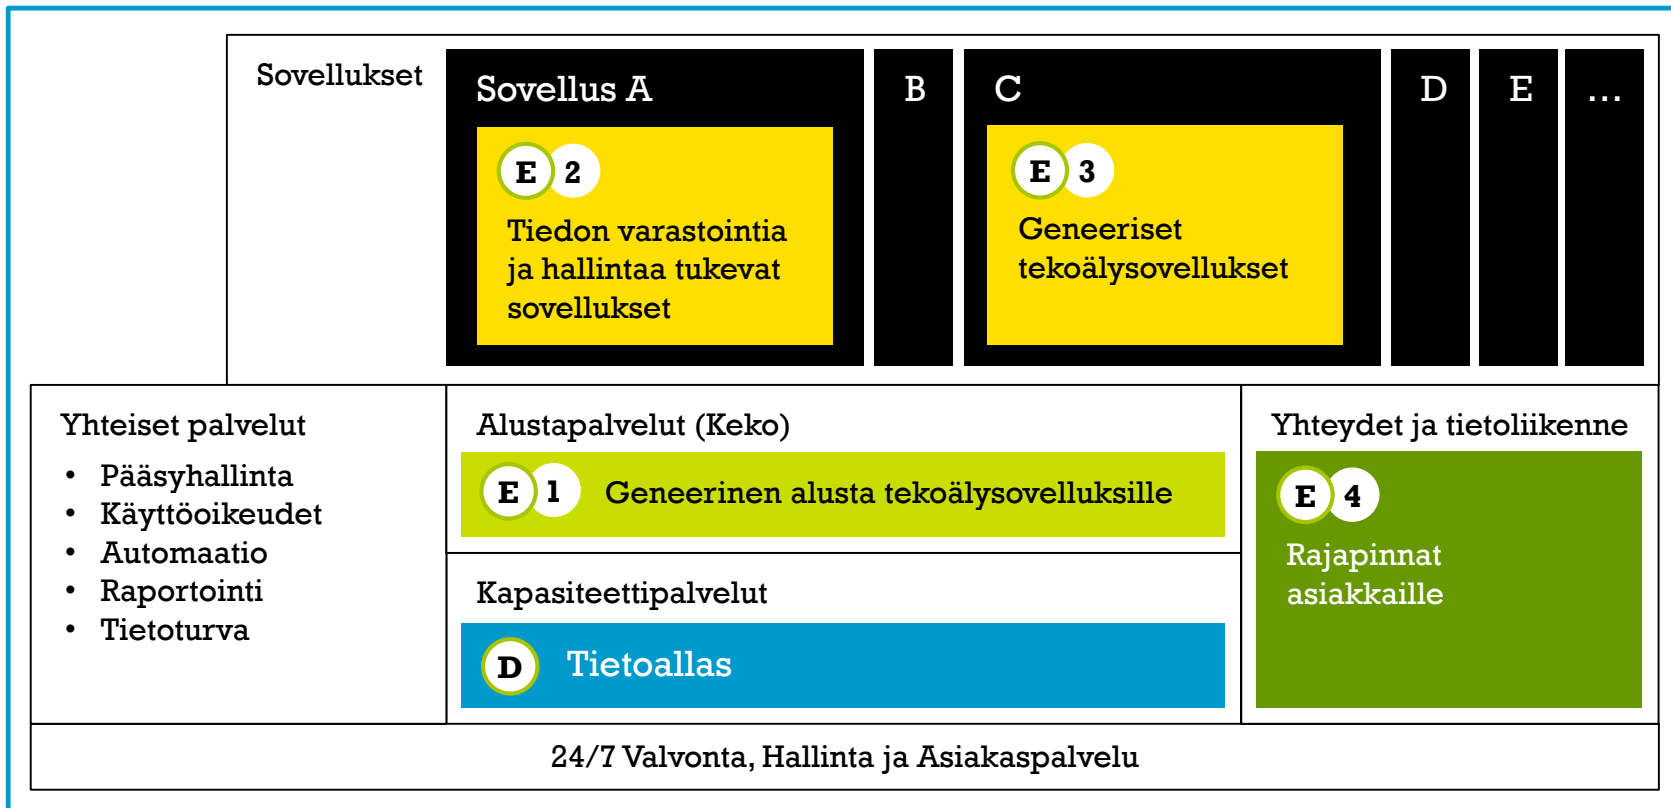 Sovellukset
Sovellus A
B
C
D
E
...
E 2
Tiedon varastointia
ja hallintaa tukevat
sovellukset
E 3
Geneeriset
tekoälysovellukset
Yhteiset palvelut
• Pääsyhallinta
• Käyttöoikeudet
• Automaatio
• Raportointi
• Tietoturva
Alustapalvelut (Keko)
E 1 Geneerinen alusta tekoälysovelluksille
Kapasiteettipalvelut
D Tietoallas
Yhteydet ja tietoliikenne
E 4
Rajapinnat
asiakkaille
24/7 Valvonta, Hallinta ja Asiakaspalvelu